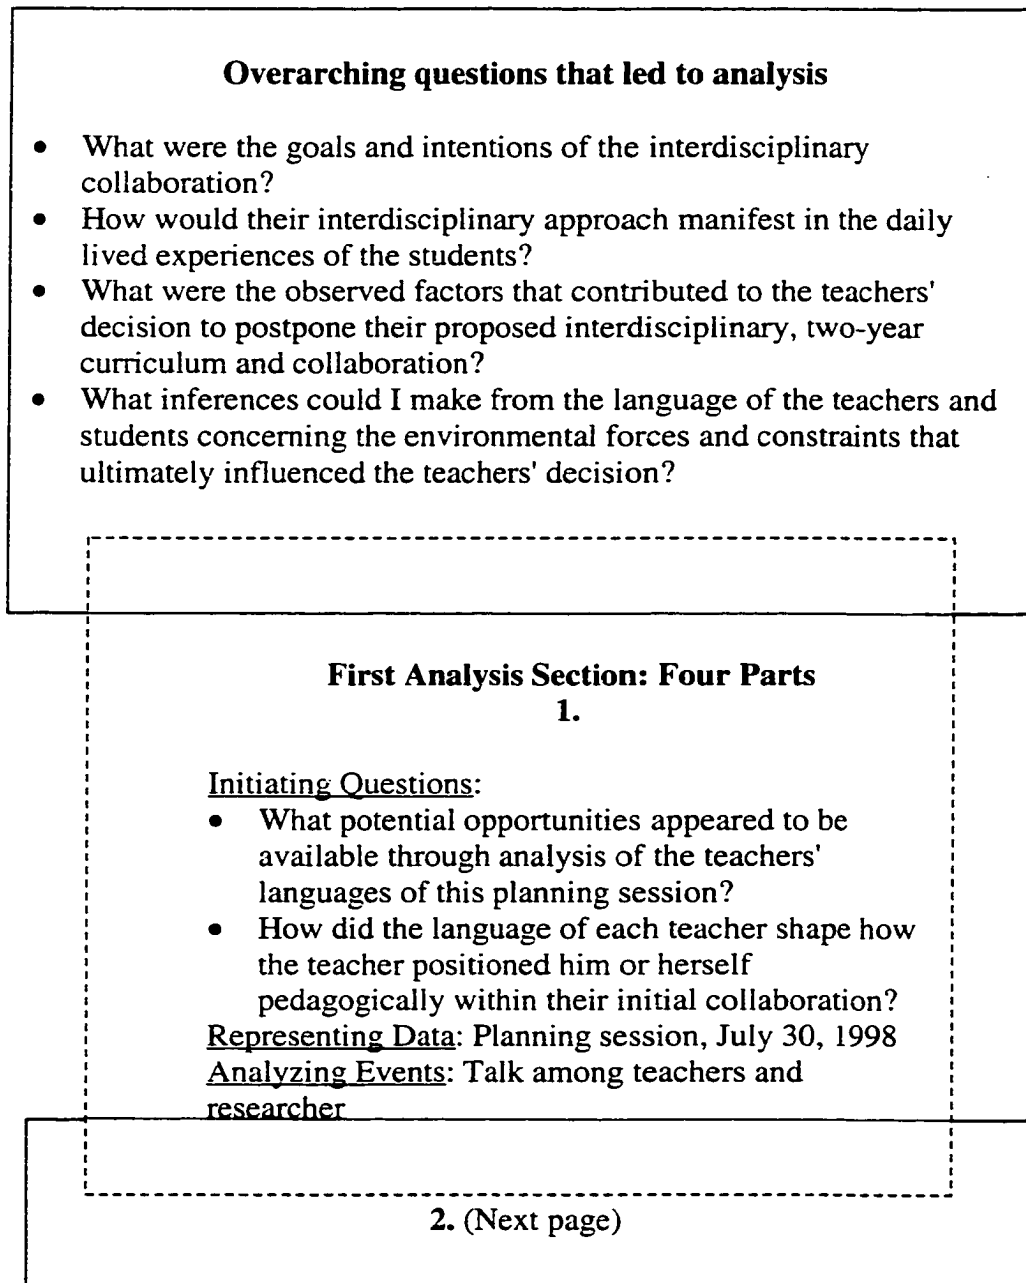 Overarching questions that led to analysis
• What were the goals and intentions of the interdisciplinary
collaboration?
• How would their interdisciplinary approach manifest in the daily
lived experiences of the students?
• What were the observed factors that contributed to the teachers'
decision to postpone their proposed interdisciplinary, two-year
curriculum and collaboration?
• What inferences could I make from the language of the teachers and
students concerning the environmental forces and constraints that
ultimately influenced the teachers' decision?
First Analysis Section: Four Parts
1.
Initiating Questions:
• What potential opportunities appeared to be
available through analysis of the teachers'
languages of this planning session?
• How did the language of each teacher shape how
the teacher positioned him or herself
pedagogically within their initial collaboration?
Representing Data: Planning session, July 30, 1998
Analyzing Events: Talk among teachers and
researcher
2. (Next page)